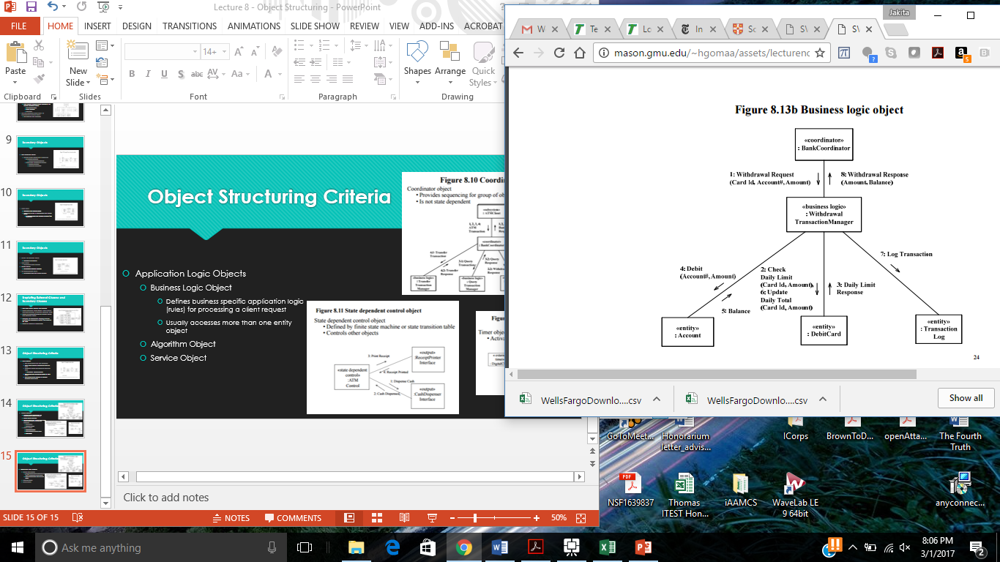 Lecture 8 - Object Structuring - PowerPoint
FILE HOME INSERT DESIGN TRANSITIONS ANIMATIONS SLIDE SHOW REVIEW VIEW ADD-INS ACROBAT
14+
Paste
New
Slide
Shapes Arrange Quick
Styles
Clipboard Slides Font Paragraph Drawing
9
10
11
12
13
14
15
Object Structuring Criteria
Application Logic Objects
Business Logic Object
Defines business specific application logic
(rules) for processing a client request
Usually accesses more than one entity
object
Algorithm Object
Service Object
Figure 8.10 Coordi
Coordinator object
• Provides sequencing for group of ob
• Is not state dependent
Figure 8.11 State dependent control object
State dependent control object
• Defined by finite state machine or state transition table
• Controls other objects
«state dependent
control»
:ATM
Control
3: Print Receipt
4: Receipt Printed
1: Dispense Cash
2: Cash Dispensed
«output»
:ReceiptPrinter
Interface
«output»
:CashDispenser
Interface
Figu
Timer objec
• Activa
Click to add notes
SLIDE 15 OF 15
NOTES COMMENTS
50%
Jakita
W
Te
Lo
In
Sc
SV
SV
mason.gmu.edu/~hgomaa/assets/lecturenc
?
5
Figure 8.13b Business logic object
«coordinator»
: BankCoordinator
1: Withdrawal Request
(Card Id, Account#, Amount)
8: Withdrawal Response
(Amount, Balance)
«business logic»
: Withdrawal
TransactionManager
7: Log Transaction
4: Debit
(Account#, Amount)
2: Check
Daily Limit
(Card Id, Amount),
6: Update
Daily Total
(Card Id, Amount)
3: Daily Limit
Response
5: Balance
«entity»
: Account
«entity»
: DebitCard
«entity»
: Transaction
Log
24
WellsFargoDownlo....csv
WellsFargoDownlo....csv
Show all
GoToMeet...
Honorarium
letter_advis...
ICorps
BrownToD...
openAtta...
The Fourth
Truth
PDF
NSF1639837
Thomas
ITEST Hon...
iAAMCS
WaveLab LE
9 64bit
anyconnec...
Ask me anything
8:06 PM
3/1/2017
2